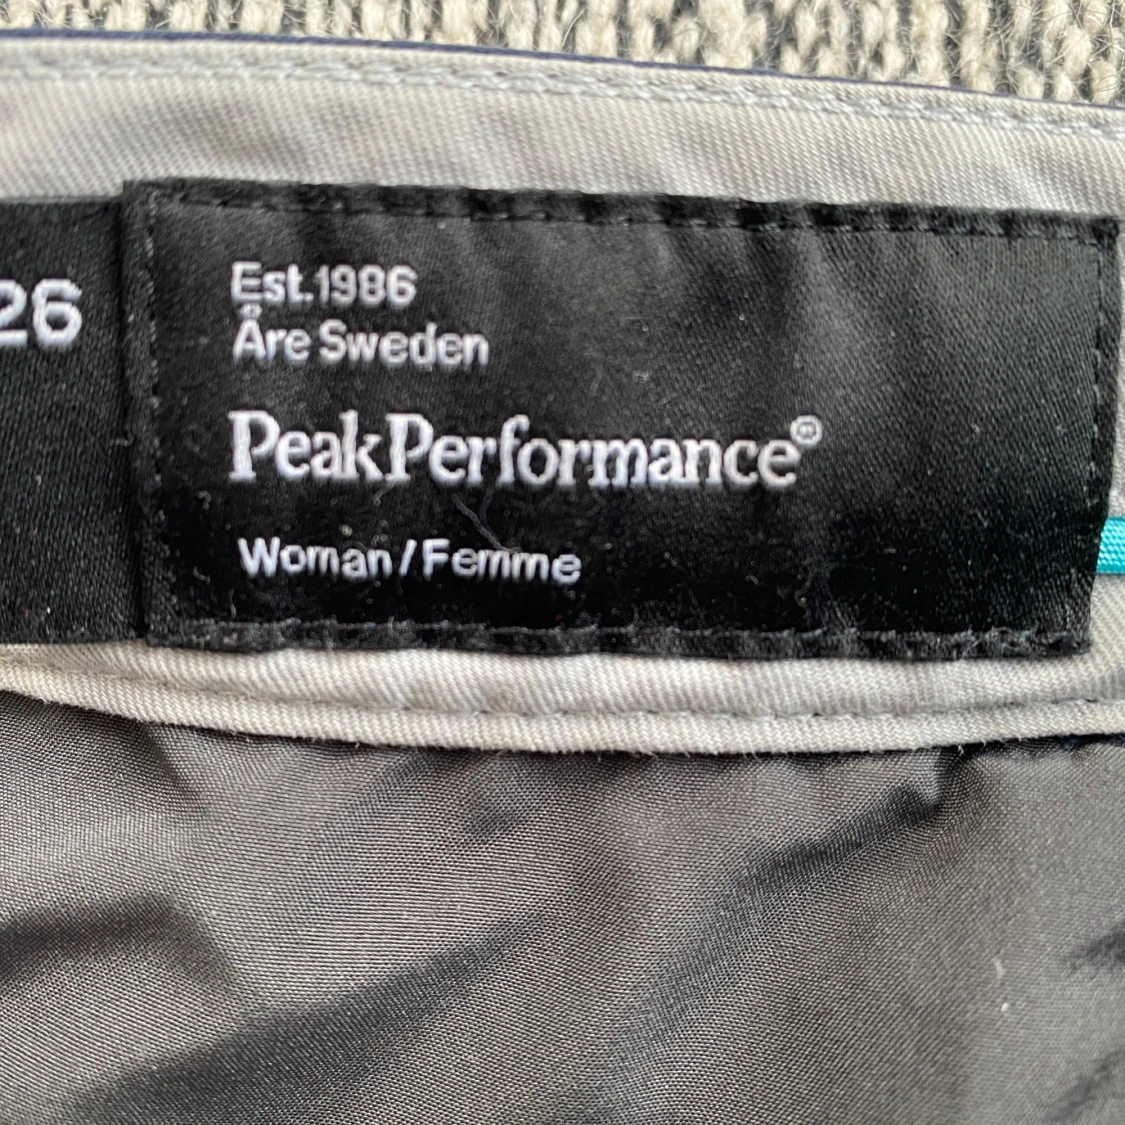 26
Est.1986
Åre Sweden
PeakPerformance®
Woman/Femme